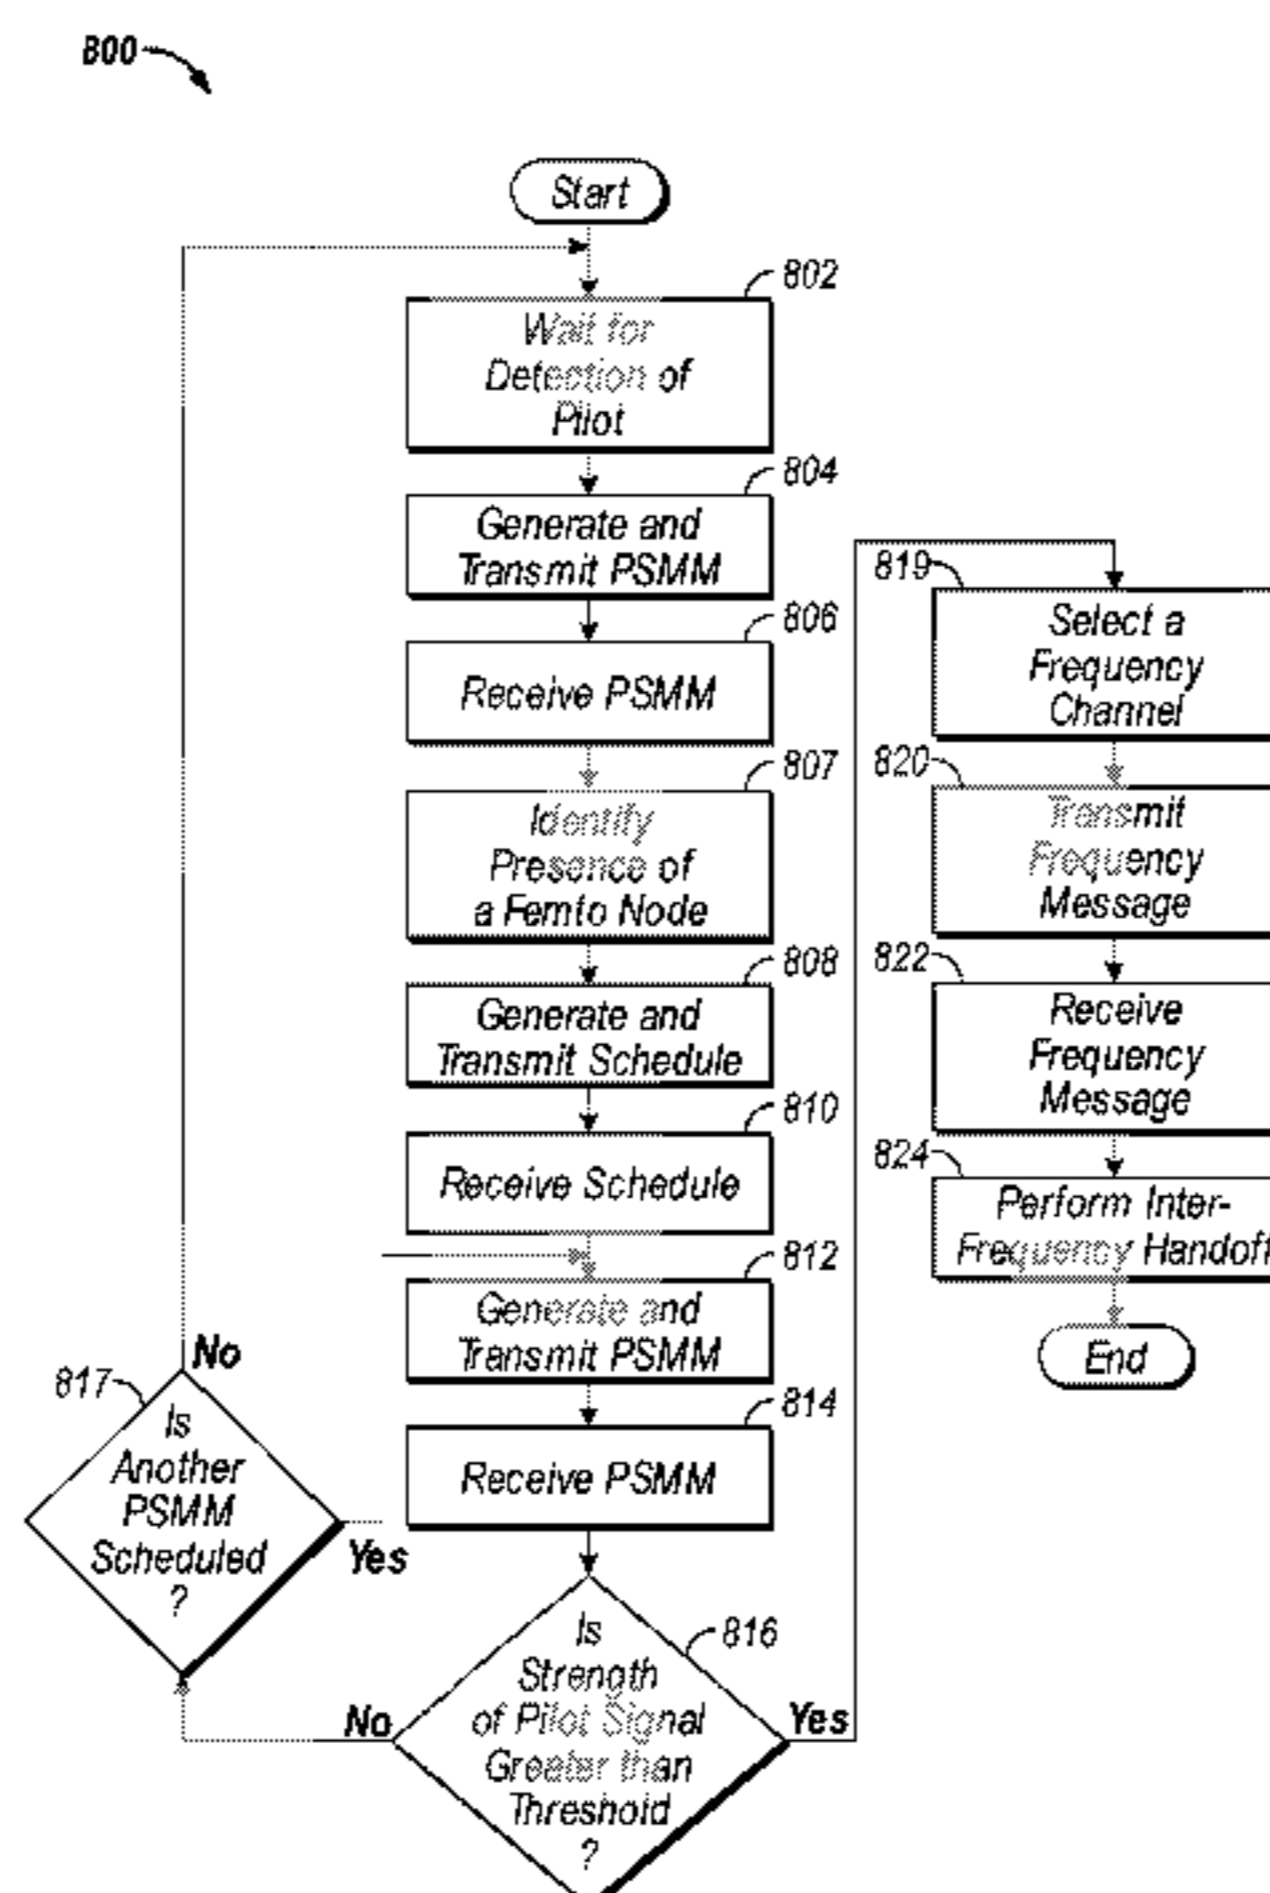 800
Start
802
Wait for
Detection of
Pilot
804
Generate and
Transmit PSMM
806
Receive PSMM
807
Identify
Presence of
a Femto Node
808
Generate and
Transmit Schedule
810
Receive Schedule
812
Generate and
Transmit PSMM
814
Receive PSMM
816
Is
Strength
of Pilot Signal
Greater than
Threshold
?
No
Yes
817
Is
Another
PSMM
Scheduled
?
No
Yes
819
Select a
Frequency
Channel
820
Transmit
Frequency
Message
822
Receive
Frequency
Message
824
Perform Inter-
Frequency Handoff
End